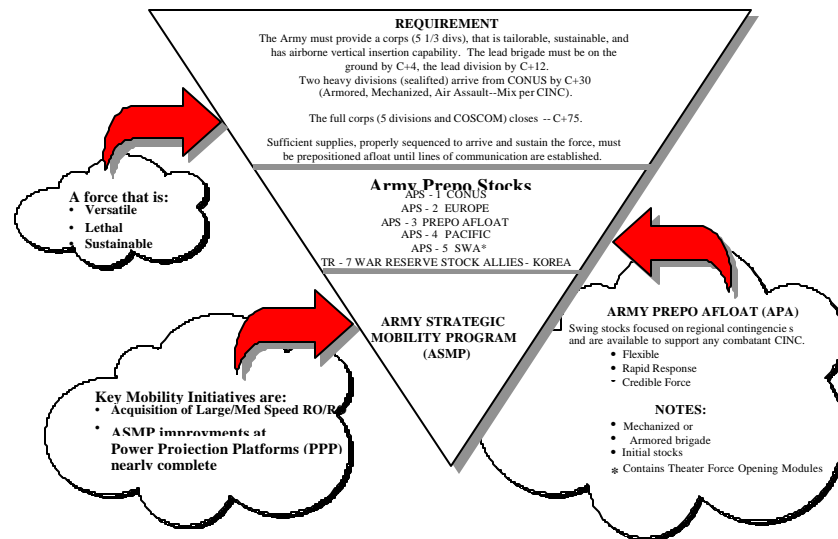 REQUIREMENT
The Army must provide a corps (5 1/3 divs), that is tailorable, sustainable, and
has airborne vertical insertion capability. The lead brigade must be on the
ground by C+4, the lead division by C+12.
Two heavy divisions (sealifted) arrive from CONUS by C+30
(Armored, Mechanized, Air Assault--Mix per CINC).
The full corps (5 divisions and COSCOM) closes -- C+75.
Sufficient supplies, properly sequenced to arrive and sustain the force, must
be prepositioned afloat until lines of communication are established.
Army Prepo Stocks
APS - 1 CONUS
APS - 2 EUROPE
APS - 3 PREPO AFLOAT
APS - 4 PACIFIC
APS - 5 SWA*
TR - 7 WAR RESERVE STOCK ALLIES- KOREA
ARMY STRATEGIC
MOBILITY PROGRAM
(ASMP)
A force that is:
• Versatile
• Lethal
• Sustainable
Key Mobility Initiatives are:
• Acquisition of Large/Med Speed RO/R
• ASMP improvments at
Power Projection Platforms (PPP)
nearly complete
ARMY PREPO AFLOAT (APA)
Swing stocks focused on regional contingencies
and are available to support any combatant CINC.
• Flexible
• Rapid Response
- Credible Force
NOTES:
• Mechanized or
• Armored brigade
• Initial stocks
* Contains Theater Force Opening Modules